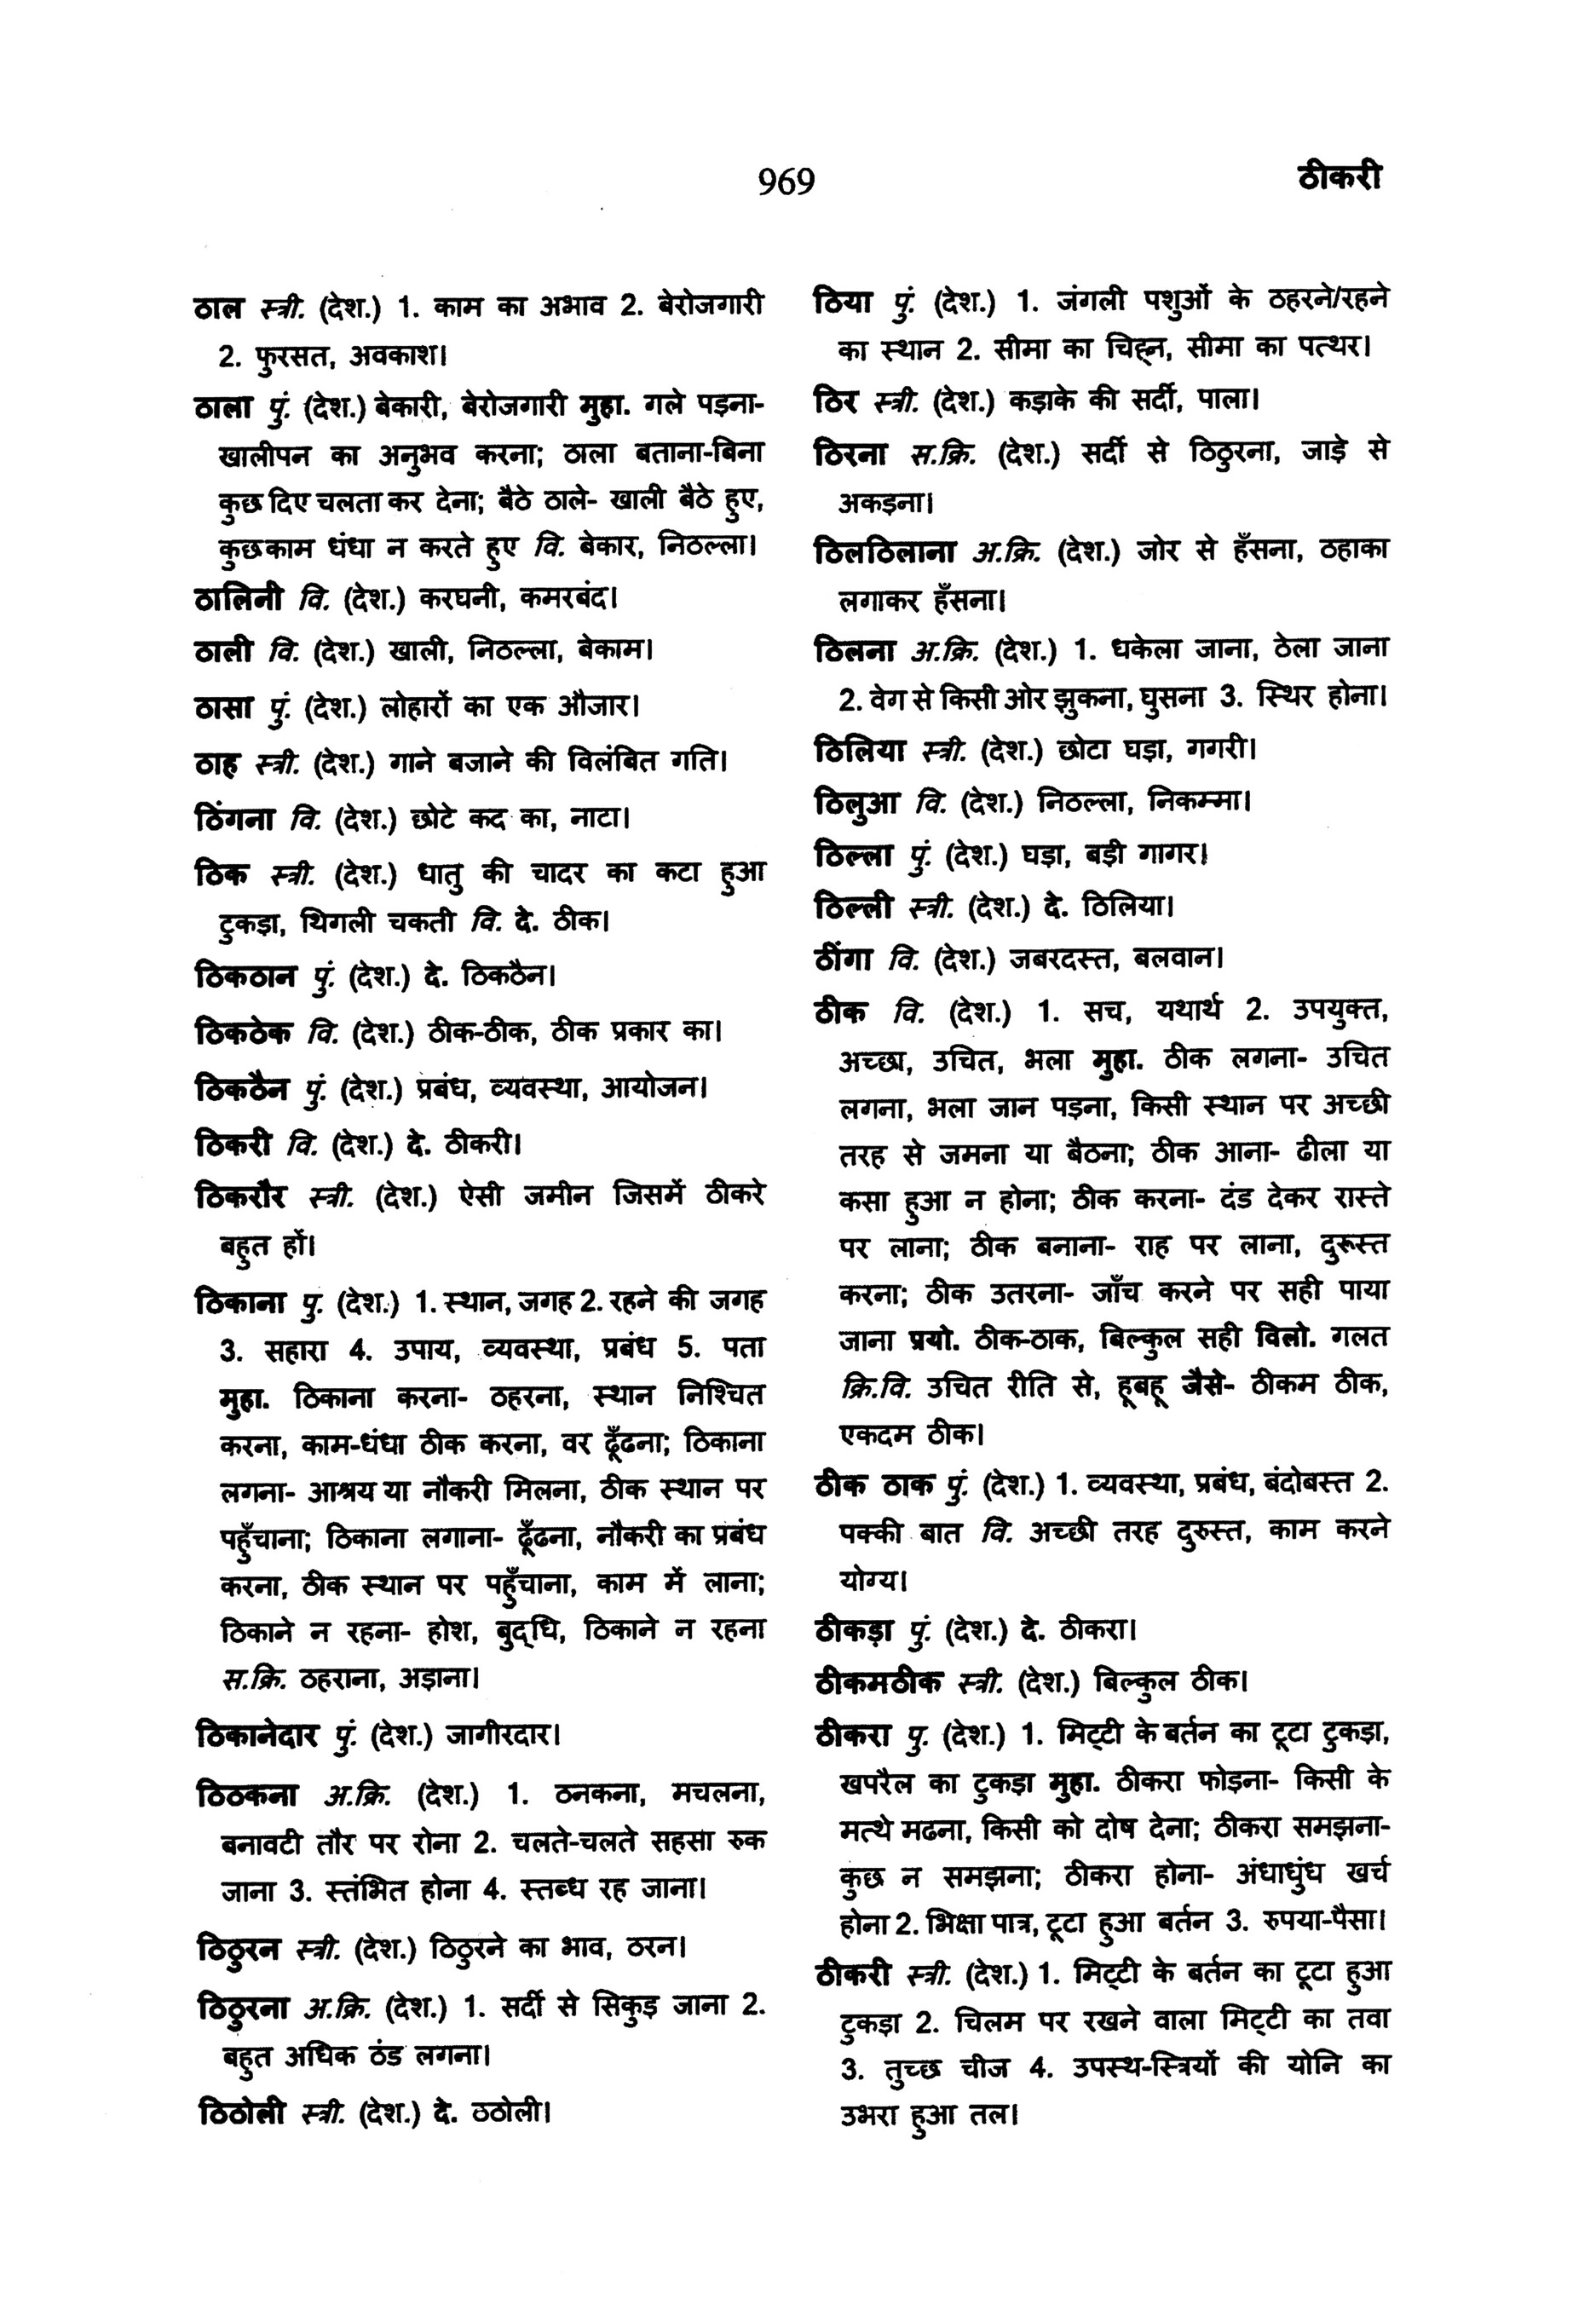 969
ठीकरी
ठाल स्त्री. (देश.) 1. काम का अभाव 2. बेरोजगारी
2. फुरसत, अवकाश।
ठाला पुं. (देश.) बेकारी, बेरोजगारी मुहा. गले पड़ना-
खालीपन का अनुभव करना; ठाला बताना-बिना
कुछ दिए चलता कर देना; बैठे ठाले- खाली बैठे हुए,
कुछ काम धंधा न करते हुए वि. बेकार, निठल्ला।
ठालिनी वि. (देश.) करघनी, कमरबंद।
ठाली वि. (देश.) खाली, निठल्ला, बेकाम।
ठासा पुं. (देश.) लोहारों का एक औजार।
ठाह स्त्री. (देश.) गाने बजाने की विलंबित गति।
ठिंगना वि. (देश.) छोटे कद का, नाटा।
ठिक स्त्री. (देश.) धातु की चादर का कटा हुआ
टुकड़ा, थिगली चकती वि. दे. ठीक।
ठिकठान पुं. (देश.) दे. ठिकठैन।
ठिकठेक वि. (देश.) ठीक-ठीक, ठीक प्रकार का।
ठिकठैन पुं. (देश.) प्रबंध, व्यवस्था, आयोजन।
ठिकरी वि. (देश.) दे. ठीकरी।
ठिकरौर स्त्री. (देश.) ऐसी जमीन जिसमें ठीकरे
बहुत हों।
ठिकाना पु. (देश.) 1. स्थान, जगह 2. रहने की जगह
3. सहारा 4. उपाय, व्यवस्था, प्रबंध 5. पता
मुहा. ठिकाना करना- ठहरना, स्थान निश्चित
करना, काम-धंधा ठीक करना, वर ढूँढना; ठिकाना
लगना- आश्रय या नौकरी मिलना, ठीक स्थान पर
पहुँचाना; ठिकाना लगाना- ढूँढना, नौकरी का प्रबंध
करना, ठीक स्थान पर पहुँचाना, काम में लाना;
ठिकाने न रहना- होश, बुद्धि, ठिकाने न रहना
स.क्रि. ठहराना, अड़ाना।
ठिकानेदार पुं. (देश.) जागीरदार।
ठिठकना अ.क्रि. (देश.) 1. ठनकना, मचलना,
बनावटी तौर पर रोना 2. चलते-चलते सहसा रुक
जाना 3. स्तंभित होना 4. स्तब्ध रह जाना।
ठिठुरन स्त्री. (देश.) ठिठुरने का भाव, ठरन।
ठिठुरना अ.क्रि. (देश.) 1. सर्दी से सिकुड़ जाना 2.
बहुत अधिक ठंड लगना।
ठिठोली स्त्री. (देश.) दे. ठठोली।
ठिया पुं. (देश.) 1. जंगली पशुओं के ठहरने/रहने
का स्थान 2. सीमा का चिह्न, सीमा का पत्थर।
ठिर स्त्री. (देश.) कड़ाके की सर्दी, पाला।
ठिरना स.क्रि. (देश.) सर्दी से ठिठुरना, जाड़े से
अकड़ना।
ठिलठिलाना अ.क्रि. (देश.) जोर से हँसना, ठहाका
लगाकर हँसना।
ठिलना अ.क्रि. (देश.) 1. धकेला जाना, ठेला जाना
2. वेग से किसी ओर झुकना, घुसना 3. स्थिर होना।
ठिलिया स्त्री. (देश.) छोटा घड़ा, गगरी।
ठिलुआ वि. (देश.) निठल्ला, निकम्मा।
ठिल्ला पुं. (देश.) घड़ा, बड़ी गागर।
ठिल्ली स्त्री. (देश.) दे. ठिलिया।
ठींगा वि. (देश.) जबरदस्त, बलवान।
ठीक वि. (देश.) 1. सच, यथार्थ 2. उपयुक्त,
अच्छा, उचित, भला मुहा. ठीक लगना- उचित
लगना, भला जान पड़ना, किसी स्थान पर अच्छी
तरह से जमना या बैठना; ठीक आना- ढीला या
कसा हुआ न होना; ठीक करना- दंड देकर रास्ते
पर लाना; ठीक बनाना- राह पर लाना, दुरूस्त
करना; ठीक उतरना- जाँच करने पर सही पाया
जाना प्रयो. ठीक-ठाक, बिल्कुल सही विलो. गलत
क्रि.वि. उचित रीति से, हूबहू जैसे- ठीकम ठीक,
एकदम ठीक।
ठीक ठाक पुं. (देश.) 1. व्यवस्था, प्रबंध, बंदोबस्त 2.
पक्की बात वि. अच्छी तरह दुरुस्त, काम करने
योग्य।
ठीकड़ा पुं. (देश.) दे. ठीकरा।
ठीकमठीक स्त्री. (देश.) बिल्कुल ठीक।
ठीकरा पु. (देश.) 1. मिट्टी के बर्तन का टूटा टुकड़ा,
खपरैल का टुकड़ा मुहा. ठीकरा फोड़ना- किसी के
मत्थे मढना, किसी को दोष देना; ठीकरा समझना-
कुछ न समझना; ठीकरा होना- अंधाधुंध खर्च
होना 2. भिक्षा पात्र, टूटा हुआ बर्तन 3. रुपया-पैसा।
ठीकरी स्त्री. (देश.) 1. मिट्टी के बर्तन का टूटा हुआ
टुकड़ा 2. चिलम पर रखने वाला मिट्टी का तवा
3. तुच्छ चीज 4. उपस्थ-स्त्रियों की योनि का
उभरा हुआ तल।